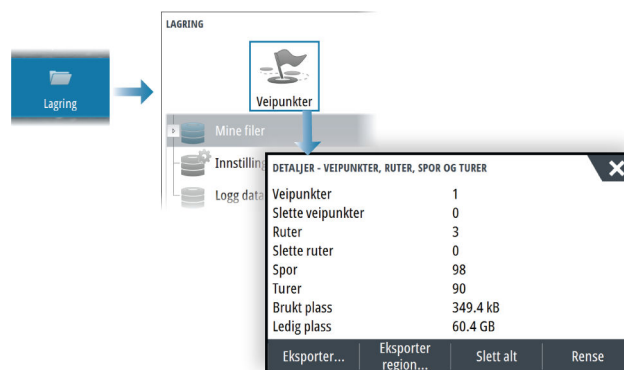 LAGRING
Lagring
Veipunkter
Mine filer
Innstilling
Logg data
DETALJER - VEIPUNKTER, RUTER, SPOR OG TURER
Veipunkter 1
Slette veipunkter 0
Ruter 3
Slette ruter 0
Spor 98
Turer 90
Brukt plass 349.4 kB
Ledig plass 60.4 GB
Eksporter...
Eksporter
region...
Slett alt
Rense